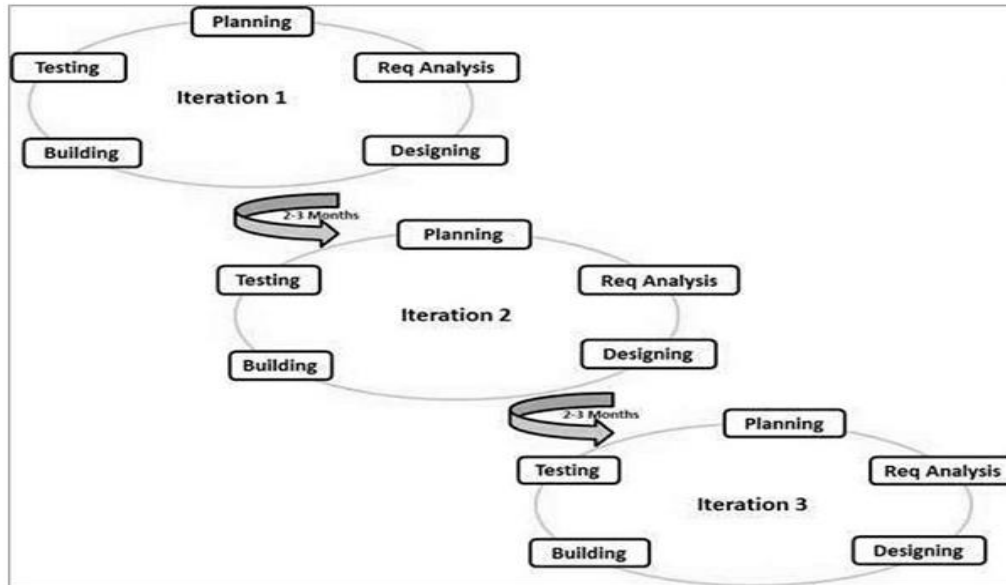 Planning
Testing
Req Analysis
Iteration 1
Building
Designing
2-3 Months
Planning
Testing
Req Analysis
Iteration 2
Building
Designing
2-3 Months
Planning
Testing
Req Analysis
Iteration 3
Building
Designing